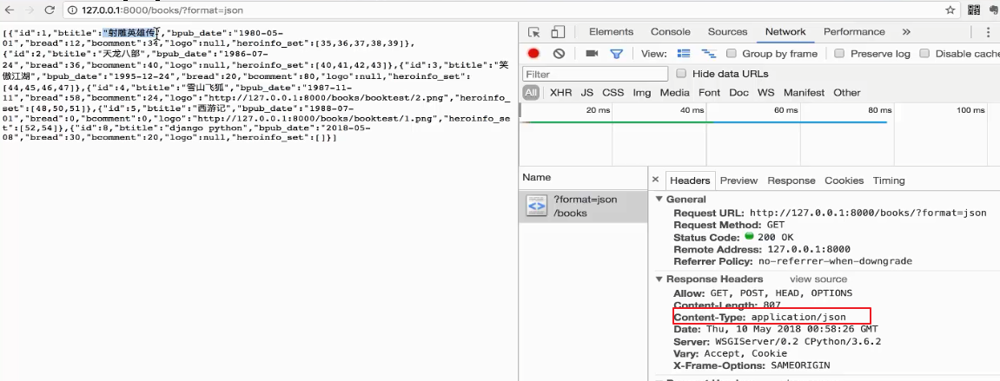 127.0.0.1:8000/books/?format=json
[{"id":1,"btitle":"射雕英雄传","bpub_date":"1980-05-
01","bread":12,"bcomment":34,"logo":null,"heroinfo_set":[35,36,37,38,39]},
{"id":2,"btitle":"天龙八部","bpub_date":"1986-07-
24","bread":36,"bcomment":40,"logo":null,"heroinfo_set":[40,41,42,43]},{"id":3,"btitle":"笑
傲江湖","bpub_date":"1995-12-24","bread":20,"bcomment":80,"logo":null,"heroinfo_set":
[44,45,46,47]},{"id":4,"btitle":"雪山飞狐","bpub_date":"1987-11-
11","bread":58,"bcomment":24,"logo":"http://127.0.0.1:8000/books/booktest/2.png","heroinfo_
set":[48,50,51]},{"id":5,"btitle":"西游记","bpub_date":"1988-07-
01","bread":0,"bcomment":0,"logo":"http://127.0.0.1:8000/books/booktest/1.png","heroinfo_se
t":[52,54]},{"id":8,"btitle":"django python","bpub_date":"2018-05-
08","bread":30,"bcomment":20,"logo":null,"heroinfo_set":[]}]
Elements Console Sources Network Performance »
View: Group by frame Preserve log Disable cache
Filter Hide data URLs
All XHR JS CSS Img Media Font Doc WS Manifest Other
20 ms 40 ms 60 ms 80 ms 100 ms
Name
?format=json
/books
× Headers Preview Response Cookies Timing
General
Request URL: http://127.0.0.1:8000/books/?format=json
Request Method: GET
Status Code: 200 OK
Remote Address: 127.0.0.1:8000
Referrer Policy: no-referrer-when-downgrade
Response Headers view source
Allow: GET, POST, HEAD, OPTIONS
Content-Length: 807
Content-Type: application/json
Date: Thu, 10 May 2018 00:58:26 GMT
Server: WSGIServer/0.2 CPython/3.6.2
Vary: Accept, Cookie
X-Frame-Options: SAMEORIGIN